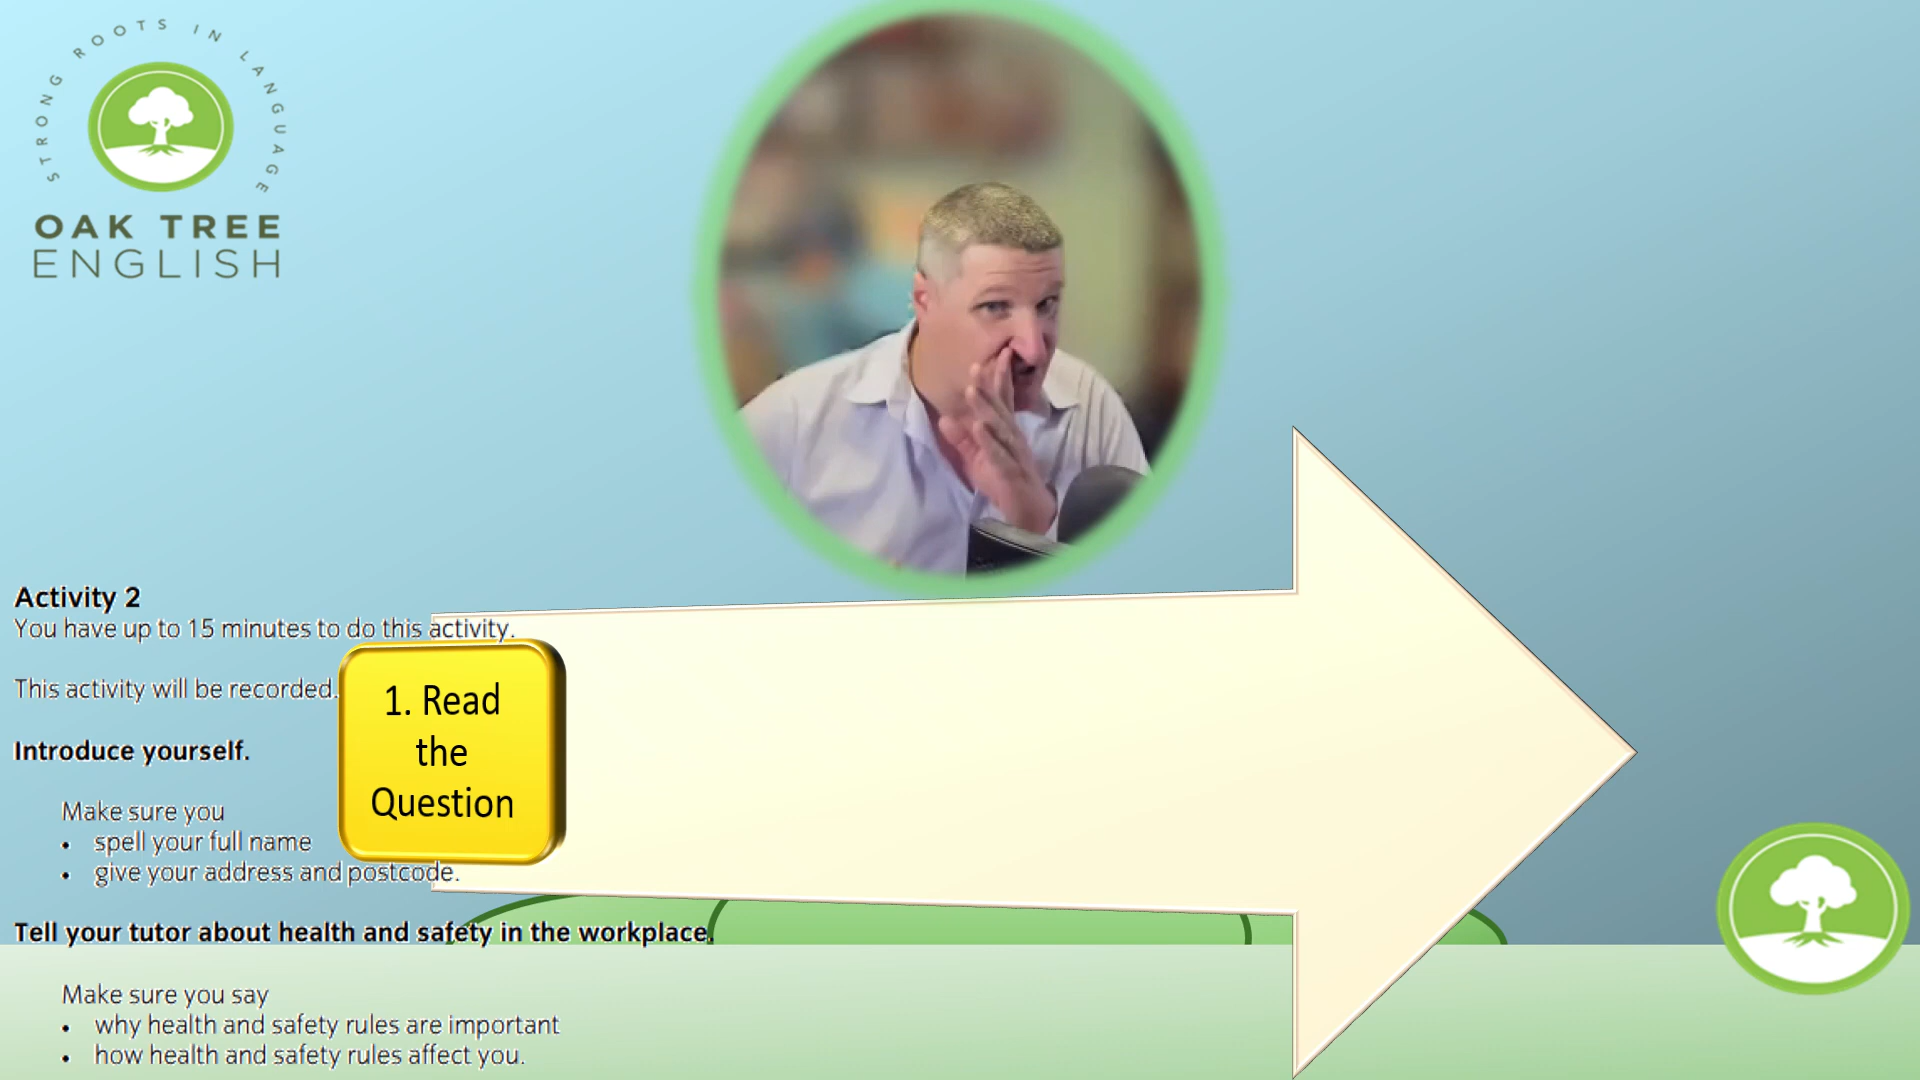 STRONG ROOTS IN LANGUAGE
OAK TREE
ENGLISH
Activity 2
You have up to 15 minutes to do this activity.
This activity will be recorded.
Introduce yourself.
Make sure you
• spell your full name
• give your address and postcode.
Tell your tutor about health and safety in the workplace.
Make sure you say
• why health and safety rules are important
• how health and safety rules affect you.
1. Read
the
Question